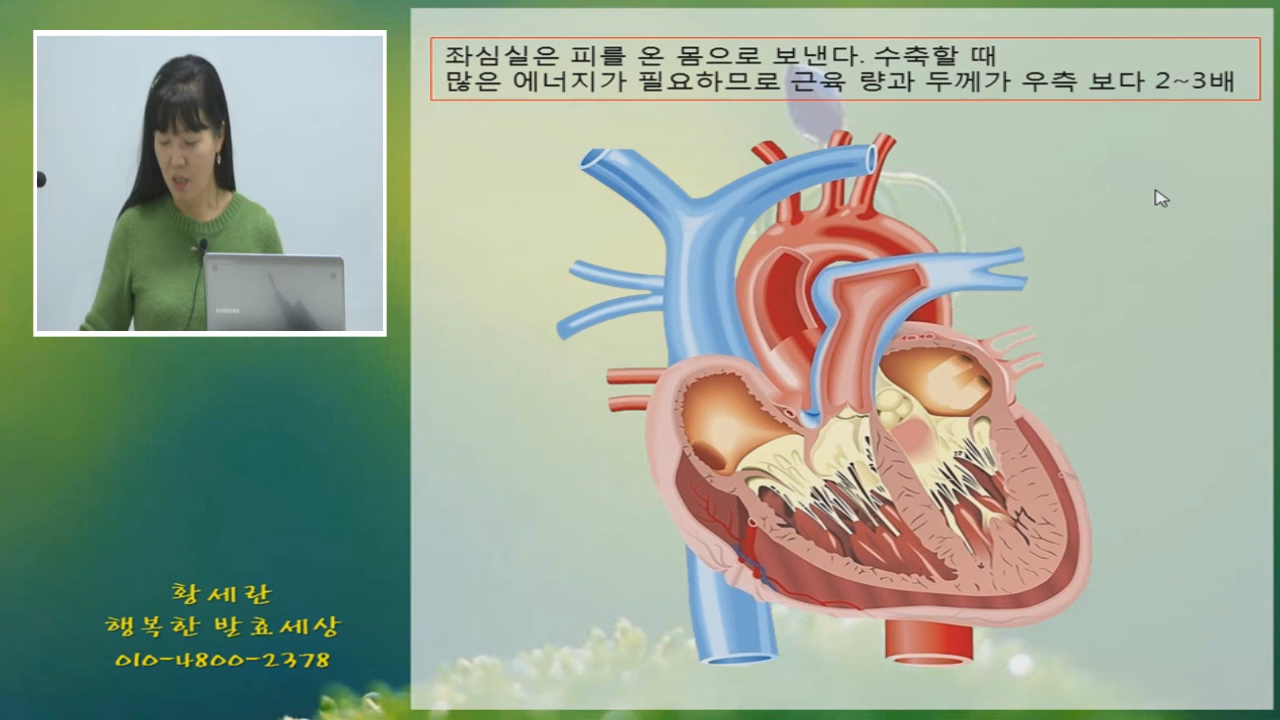 좌심실은 피를 온 몸으로 보낸다. 수축할 때
많은 에너지가 필요하므로 근육 량과 두께가 우측 보다 2~3배
SAMSUNG
황세란
행복한 발효세상
010-4800-2378